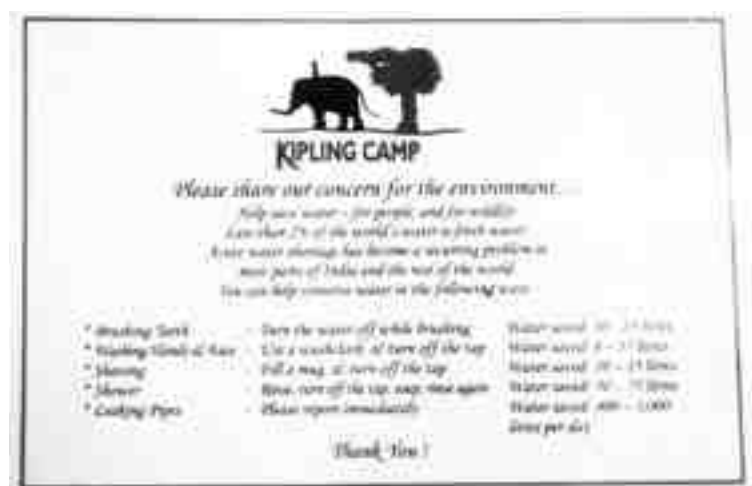 KIPLING CAMP
Please share our concern for the environment...
Help save water - for people and for wildlife
Less than 2% of the world's water is fresh water
water shortage has become a recurring problem in
most parts of India and the rest of the world
You can help conserve water in the following ways
* Brushing Teeth - Turn the water off while brushing Water saved
* Washing Hands & Face - Use a washcloth & turn off the tap Water saved
* Shaving - Fill a mug & turn off the tap Water saved
* Shower - Rinse, turn off the tap, soap, rinse again Water saved
* Leaking Pipes - Please report immediately Water saved
litres per day
Thank You !